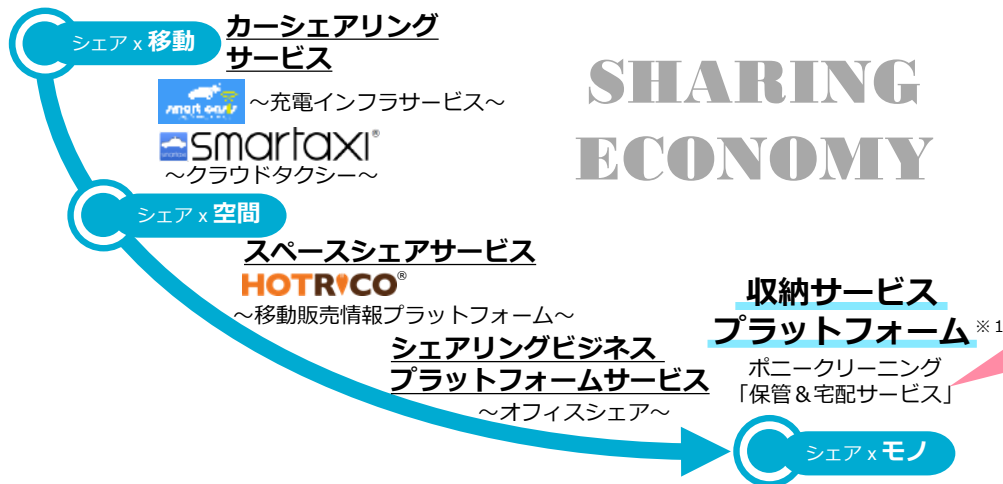 シェア x 移動
カーシェアリング
サービス
smart oasis
～充電インフラサービス～
smartaxi®
～クラウドタクシー～
SHARING
ECONOMY
シェア x 空間
スペースシェアサービス
HOTRICO®
～移動販売情報プラットフォーム～
シェアリングビジネス
プラットフォームサービス
～オフィスシェア～
収納サービス
プラットフォーム※1
ポニークリーニング
「保管＆宅配サービス」
シェア x モノ